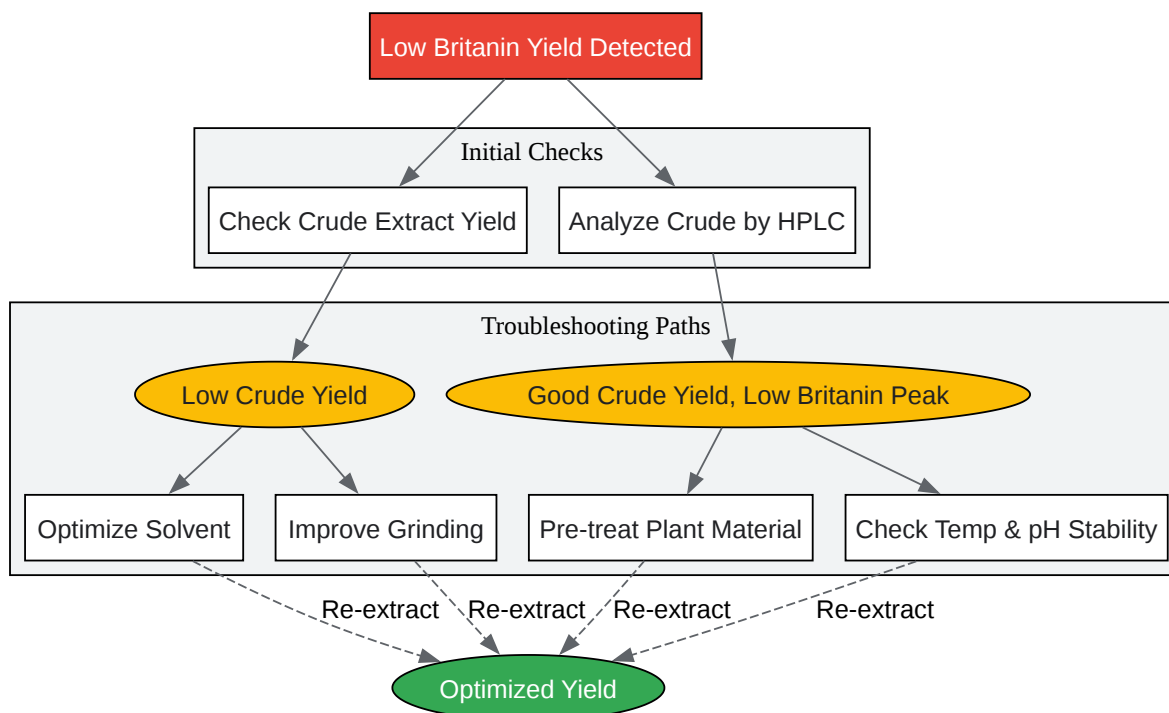 Low Britanin Yield Detected
Initial Checks
Check Crude Extract Yield
Analyze Crude by HPLC
Troubleshooting Paths
Low Crude Yield
Good Crude Yield, Low Britanin Peak
Optimize Solvent
Improve Grinding
Pre-treat Plant Material
Check Temp & pH Stability
Re-extract
Re-extract
Re-extract
Re-extract
Optimized Yield